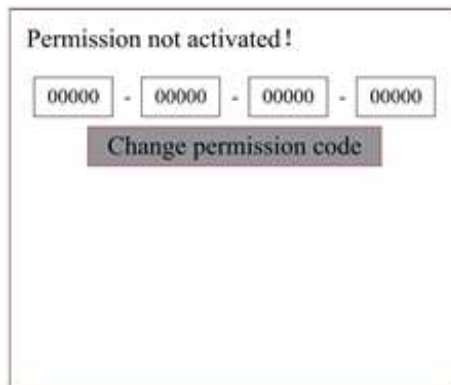 Permission not activated!
00000 - 00000 - 00000 - 00000
Change permission code